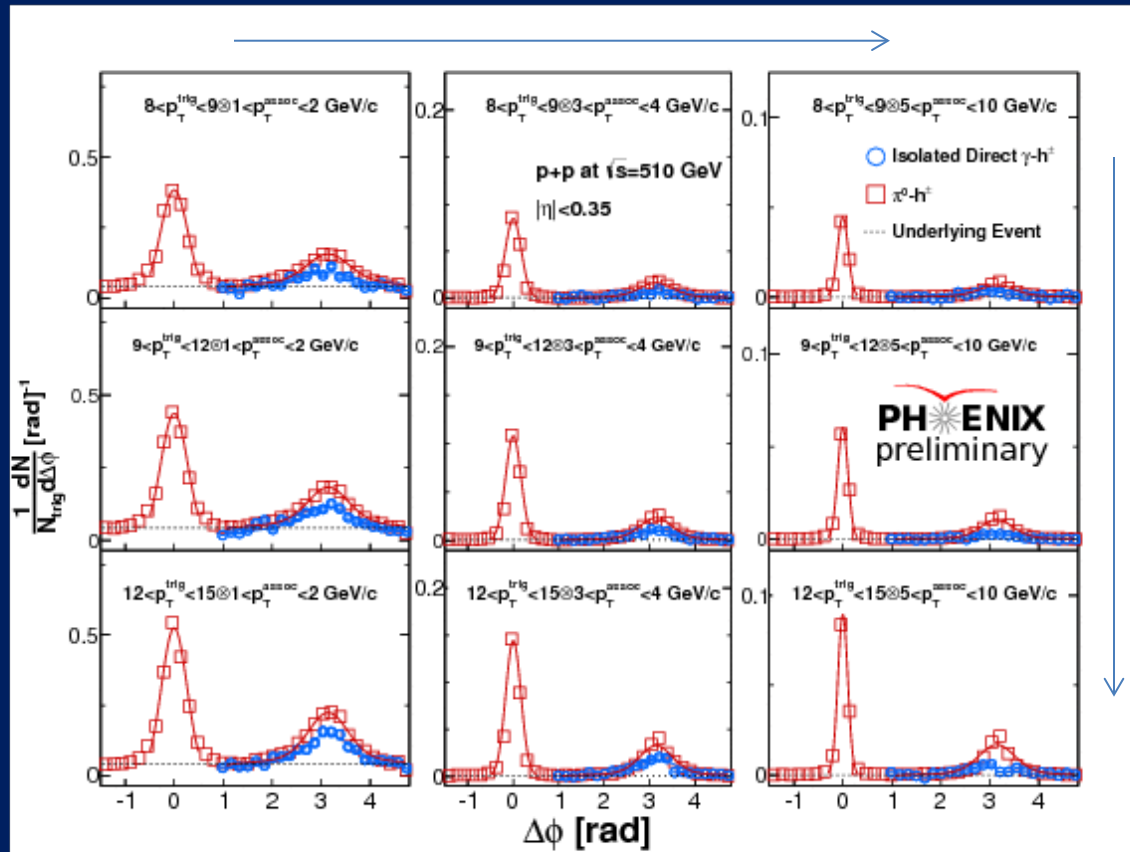 8<p_T^trig<9⊗1<p_T^assoc<2 GeV/c
8<p_T^trig<9⊗3<p_T^assoc<4 GeV/c
8<p_T^trig<9⊗5<p_T^assoc<10 GeV/c
p+p at √s=510 GeV
|η|<0.35
Isolated Direct γ-h±
π⁰-h±
Underlying Event
0.5
0
0.2
0
0.1
0
9<p_T^trig<12⊗1<p_T^assoc<2 GeV/c
9<p_T^trig<12⊗3<p_T^assoc<4 GeV/c
9<p_T^trig<12⊗5<p_T^assoc<10 GeV/c
PHENIX
preliminary
0.5
0
0.2
0
0.1
0
1/N_trig dN/dΔϕ [rad]⁻¹
12<p_T^trig<15⊗1<p_T^assoc<2 GeV/c
12<p_T^trig<15⊗3<p_T^assoc<4 GeV/c
12<p_T^trig<15⊗5<p_T^assoc<10 GeV/c
0.5
0
0.2
0
0.1
0
-1 0 1 2 3 4
-1 0 1 2 3 4
-1 0 1 2 3 4
Δϕ [rad]